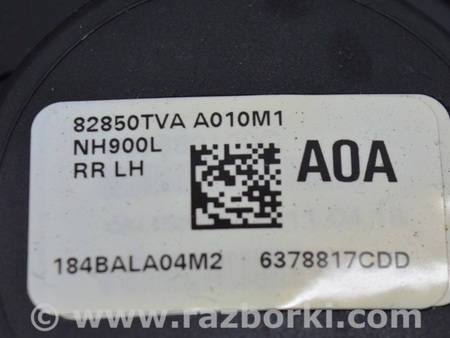 82850TVA A010M1
NH900L
RR LH
A0A
184BALA04M2 6378817CDD
© www.razborki.com